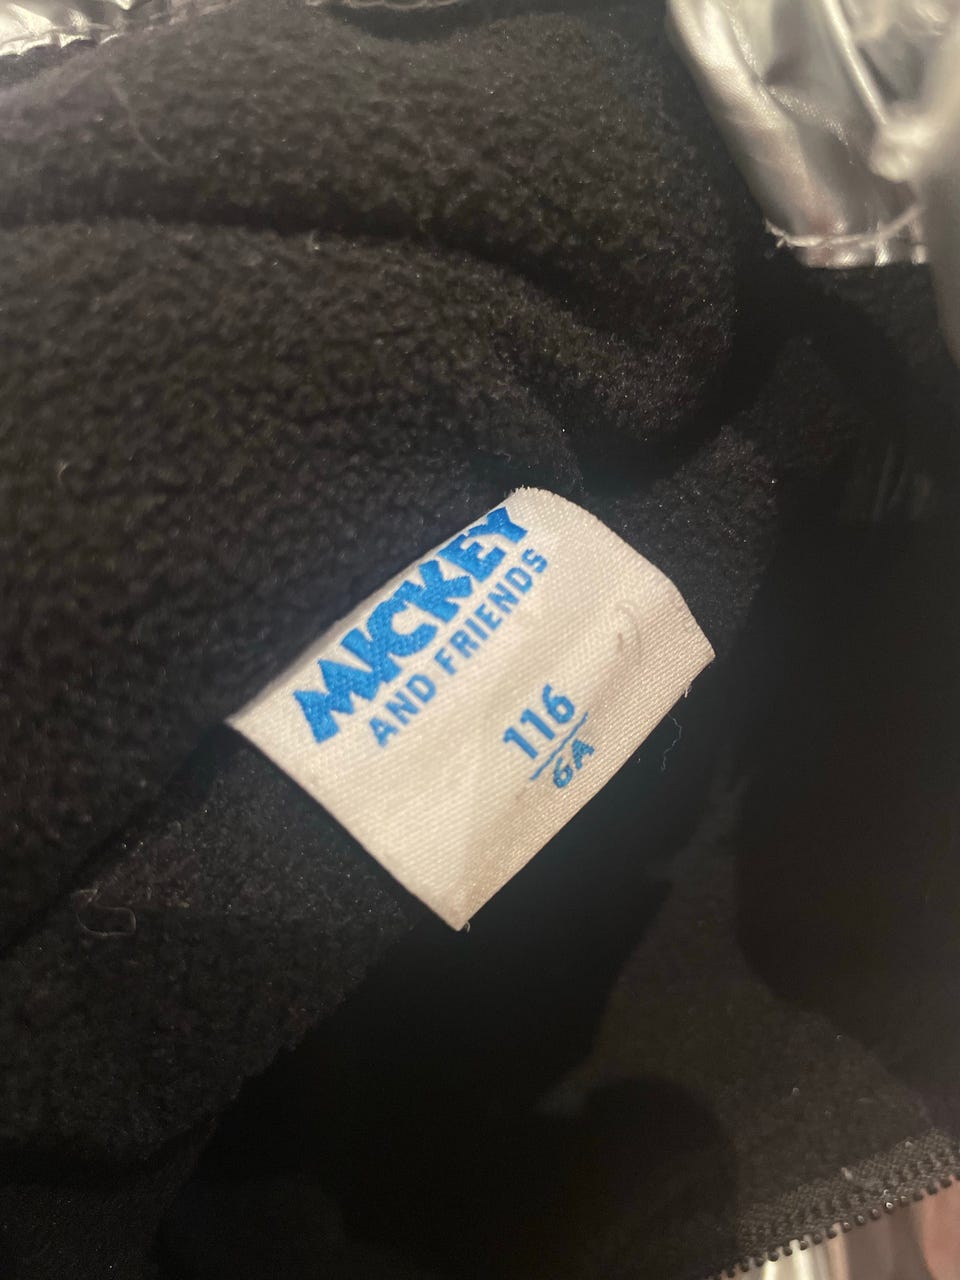 MICKEY
AND FRIENDS
116
6A